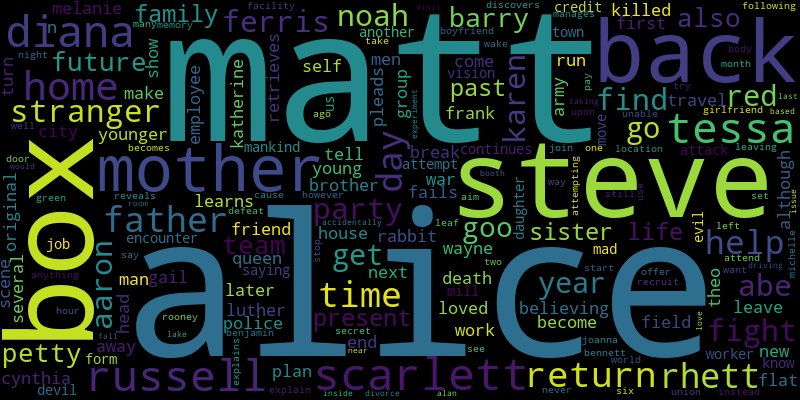 melanie
family
ferris
noah
barry
credit
killed
following
facility
discovers
boyfriend
manages
visit
diana
n
many
memory
another
men
take
wake
first
also
town
back
matt
future
show
self
us
ago
group
pleads
come
vision
run
army
pay
body
month
turn
night
home
make
employee
katherine
retrieves
experiment
past
frank
karen
find
travel
red
last
girlfriend
based
try
taking
upon
stranger
city
younger
becomes
mankind
day
break
continues
move
go
tessa
unable
location
leaving
well
door
would
green
box
mother
tell
young
brother
attempt
war
fails
steve
join
one
attack
booth
way
attempting
although
original
father
learns
reveals
room
cause
however
defeat
party
accidentally
leaf
aim
goo
daughter
sister
life
still
set
issue
scene
several
aaron
encounter
say
friend
team
house
rabbit
wayne
two
believing
evil
left
help
attend
michelle
job
anything
hour
man
gail
queen
saying
stop
get
next
death
mill
year
mad
start
offer
recruit
theo
want
driving
abe
head
later
luther
time
loved
become
field
leave
fall
lake
rooney
benjamin
police
present
secret
end
near
work
see
joanna
bennett
world
love
fight
worker
new
know
petty
form
away
explains
plan
alice
cynthia
devil
russell
explain
inside
divorce
scarlett
alan
return
never
six
rhett
union
instead
flat